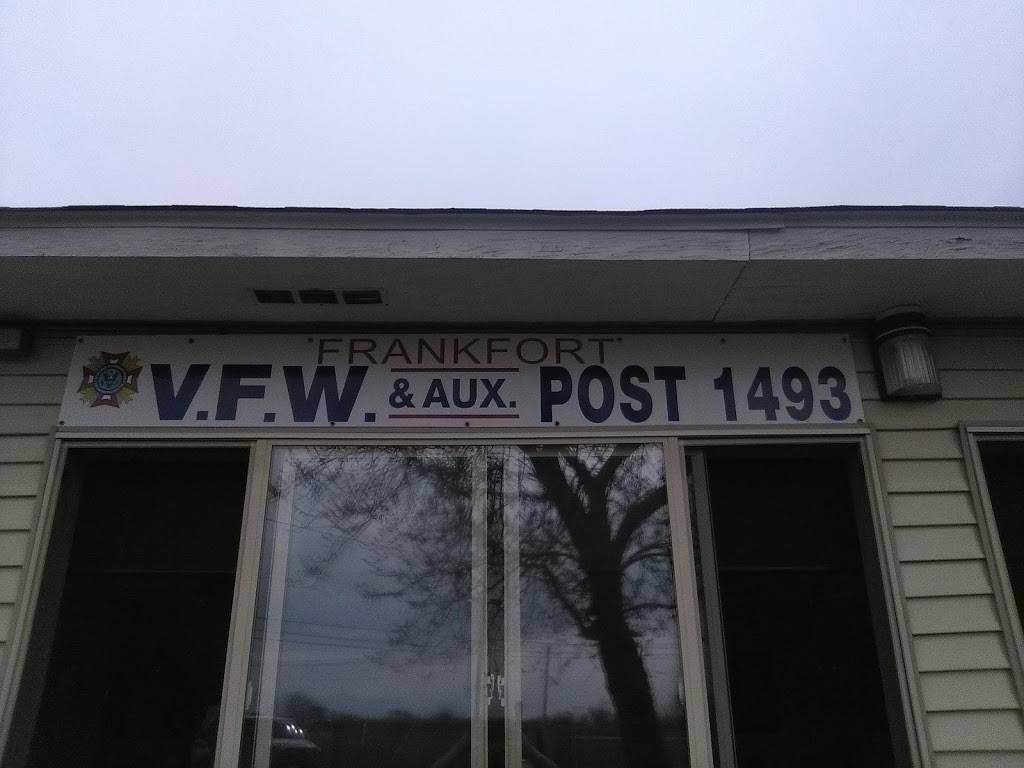 "FRANKFORT"
V.F.W. & AUX. POST 1493